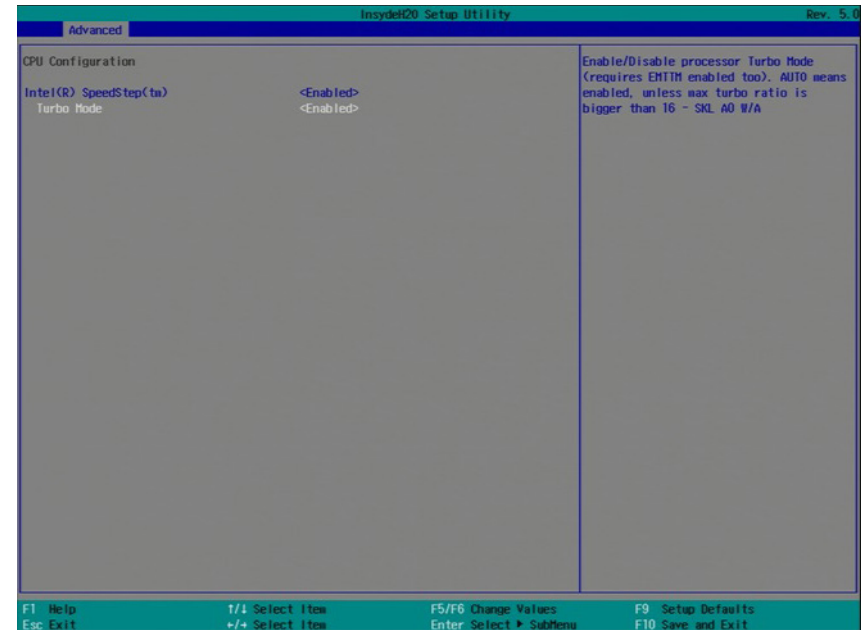 InsydeH20 Setup Utility Rev. 5.0
Advanced
CPU Configuration
Intel(R) SpeedStep(tm) <Enabled>
Turbo Mode <Enabled>
Enable/Disable processor Turbo Mode
(requires EMTTM enabled too). AUTO means
enabled, unless max turbo ratio is
bigger than 16 - SKL A0 W/A
F1 Help ↑/↓ Select Item F5/F6 Change Values F9 Setup Defaults
Esc Exit ←/→ Select Item Enter Select ► SubMenu F10 Save and Exit